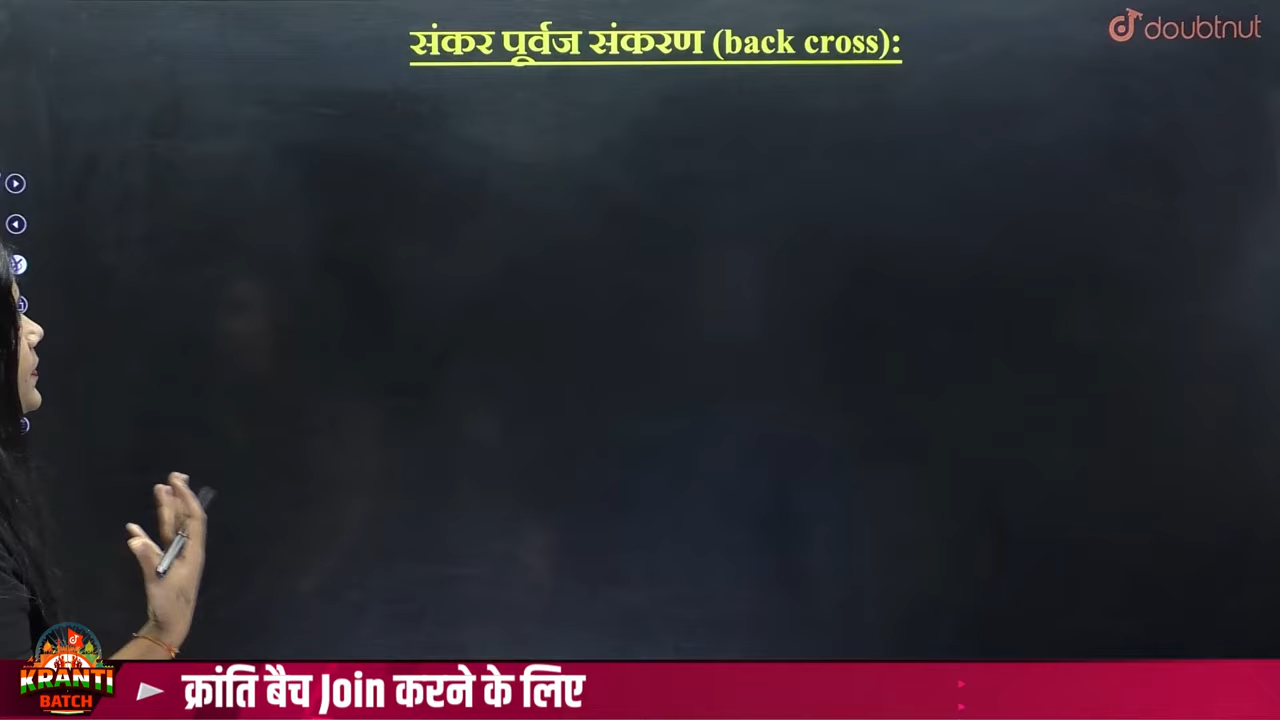 संकर पूर्वज संकरण (back cross):
doubtnut
KRANTI
BATCH
क्रांति बैच Join करने के लिए